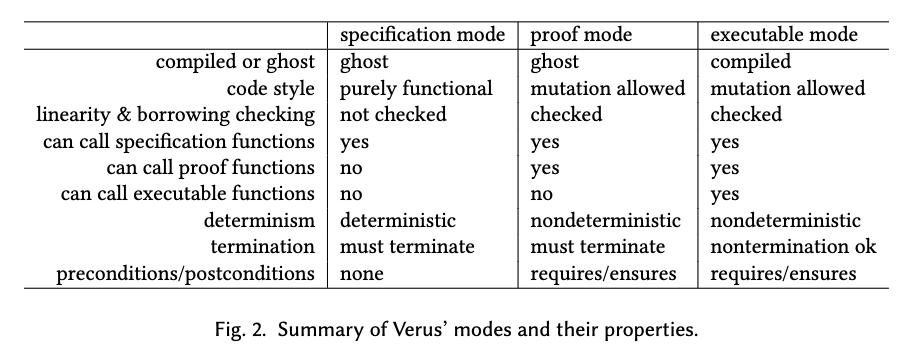 specification mode proof mode executable mode
compiled or ghost ghost ghost compiled
code style purely functional mutation allowed mutation allowed
linearity & borrowing checking not checked checked checked
can call specification functions yes yes yes
can call proof functions no yes yes
can call executable functions no no yes
determinism deterministic nondeterministic nondeterministic
termination must terminate must terminate nontermination ok
preconditions/postconditions none requires/ensures requires/ensures
Fig. 2. Summary of Verus’ modes and their properties.